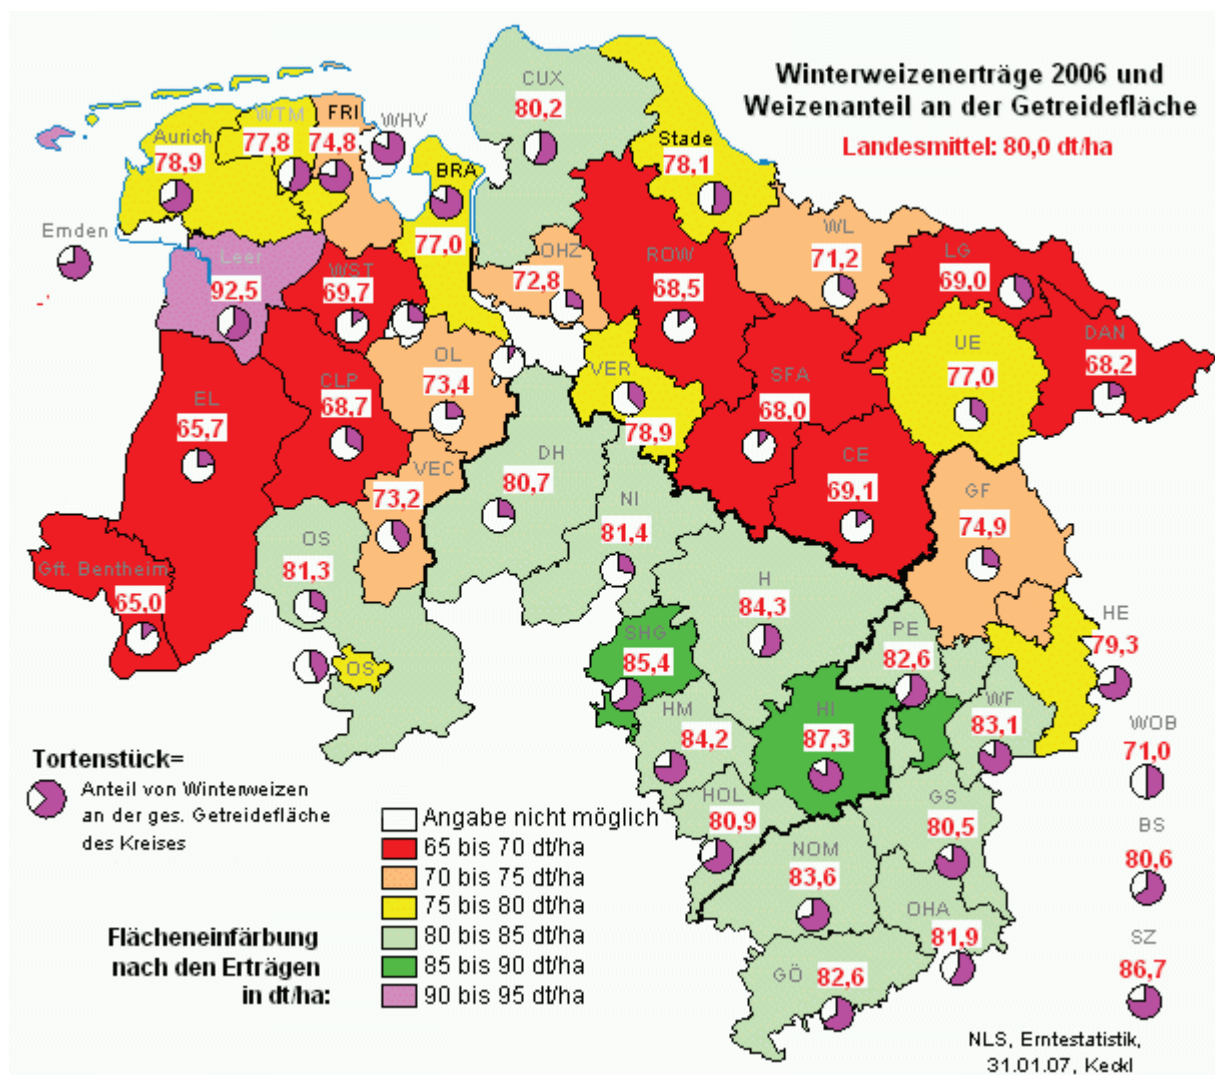 Winterweizenerträge 2006 und
Weizenanteil an der Getreidefläche
Landesmittel: 80,0 dt/ha
CUX
80,2
WTM
77,8
FRI
74,8
WHV
Aurich
78,9
Stade
78,1
BRA
77,0
Emden
Leer
92,5
WST
69,7
OHZ
72,8
ROW
68,5
WL
71,2
LG
69,0
DAN
68,2
UE
77,0
OL
73,4
VER
78,9
SFA
68,0
EL
65,7
CLP
68,7
CE
69,1
VEC
73,2
DH
80,7
NI
81,4
GF
74,9
OS
81,3
Gft. Bentheim
65,0
H
84,3
HE
79,3
PE
82,6
SHG
85,4
OS
HM
84,2
HI
87,3
WF
83,1
WOB
71,0
HOL
80,9
GS
80,5
BS
80,6
NOM
83,6
OHA
81,9
SZ
86,7
GÖ
82,6
Tortenstück=
Anteil von Winterweizen
an der ges. Getreidefläche
des Kreises
Angabe nicht möglich
65 bis 70 dt/ha
70 bis 75 dt/ha
75 bis 80 dt/ha
80 bis 85 dt/ha
85 bis 90 dt/ha
90 bis 95 dt/ha
Flächeneinfärbung
nach den Erträgen
in dt/ha:
NLS, Erntestatistik,
31.01.07, Keckl